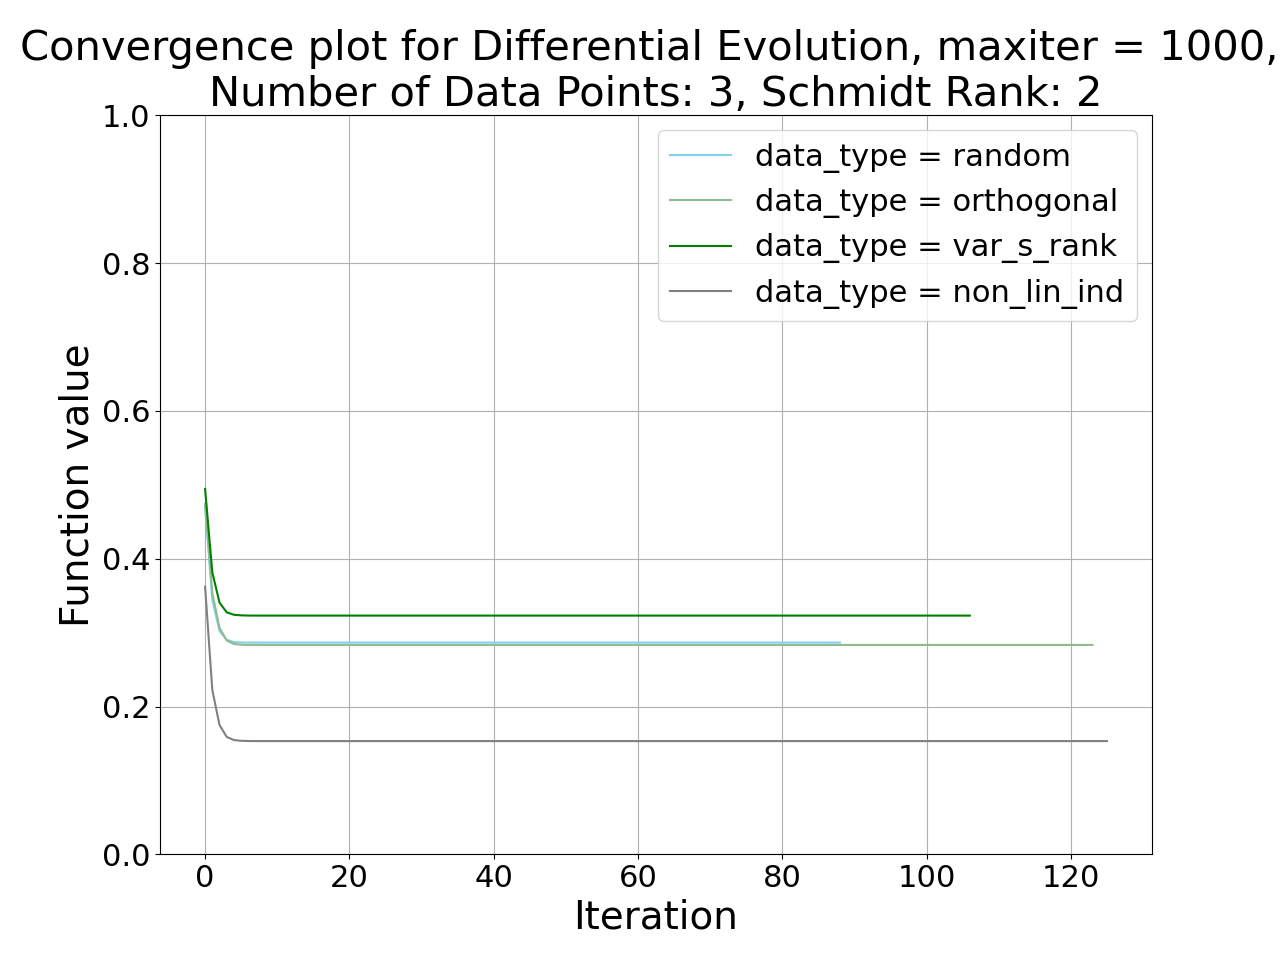 Convergence plot for Differential Evolution, maxiter = 1000,
Number of Data Points: 3, Schmidt Rank: 2
1.0
0.8
0.6
0.4
0.2
0.0
Function value
data_type = random
data_type = orthogonal
data_type = var_s_rank
data_type = non_lin_ind
0 20 40 60 80 100 120
Iteration